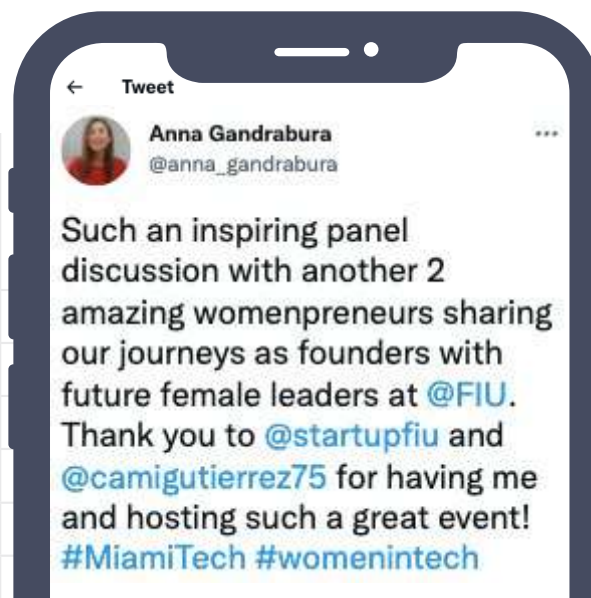 ← Tweet
Anna Gandrabura
@anna_gandrabura
Such an inspiring panel
discussion with another 2
amazing womenpreneurs sharing
our journeys as founders with
future female leaders at @FIU.
Thank you to @startupfiu and
@camigutierrez75 for having me
and hosting such a great event!
#MiamiTech #womenintech